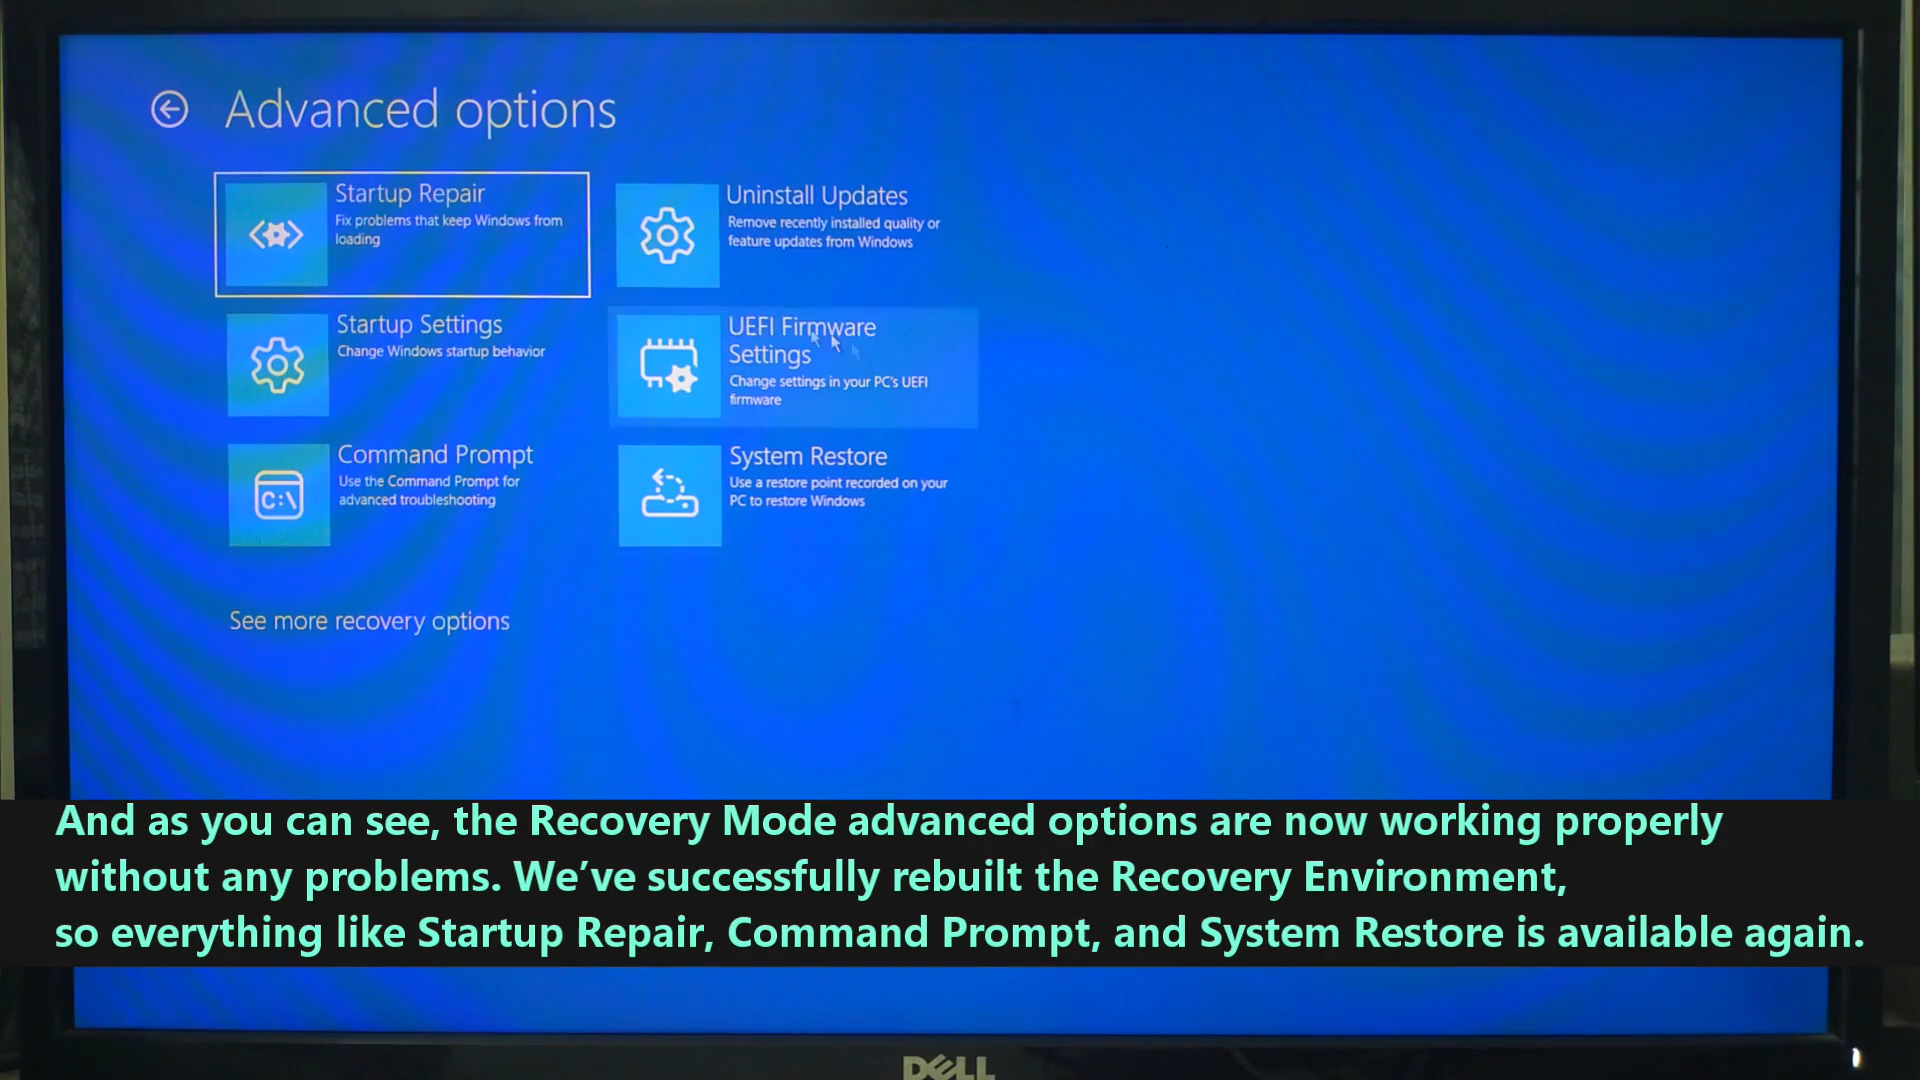 Advanced options
Startup Repair
Fix problems that keep Windows from
loading
Uninstall Updates
Remove recently installed quality or
feature updates from Windows
Startup Settings
Change Windows startup behavior
UEFI Firmware
Settings
Change settings in your PC's UEFI
firmware
Command Prompt
Use the Command Prompt for
advanced troubleshooting
C:\
System Restore
Use a restore point recorded on your
PC to restore Windows
See more recovery options
And as you can see, the Recovery Mode advanced options are now working properly
without any problems. We’ve successfully rebuilt the Recovery Environment,
so everything like Startup Repair, Command Prompt, and System Restore is available again.
DELL